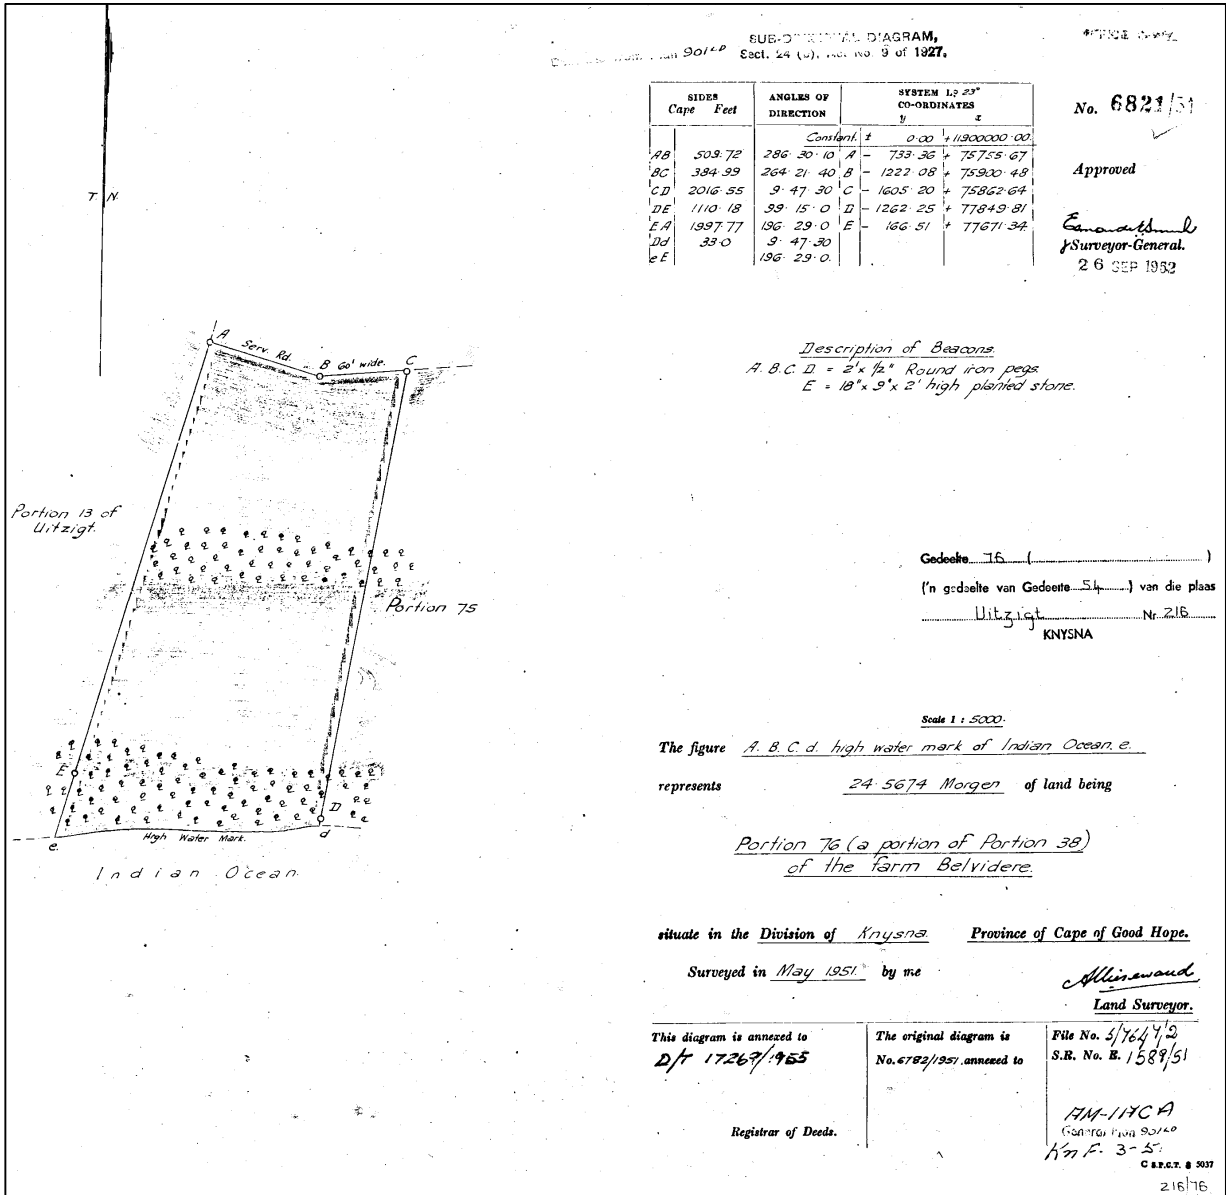 SUB-DIVISIONAL DIAGRAM,
Sect. 24 (b), Act No. 9 of 1927.
90120
No. 6821/51
Approved
Surveyor-General.
26 SEP 1952
SIDES
Cape Feet
ANGLES OF
DIRECTION
SYSTEM Lo 23°
CO-ORDINATES
y x
Constant. ± 0·00 + 11900000·00.
AB 509·72 286·30·10 A - 733·36 + 75755·67
BC 384·99 264·21·40 B - 1222·08 + 75900·48
CD 2016·55 9·47·30 C - 1605·20 + 75862·64
DE 1110·18 99·15·0 D - 1262·25 + 77849·81
EA 1997·77 196·29·0 E - 166·51 + 77671·34
Dd 33·0 9·47·30
eE 196·29·0.
T N.
A
Serv. Rd.
B 60' wide. C
Portion 13 of
Uitzigt.
Portion 75
E
D
d
e.
High Water Mark.
Indian Ocean.
Description of Beacons.
A. B. C. D. = 2' x ½" Round iron pegs.
E = 18" x 9" x 2' high planted stone.
Gedeelte 76 ( )
('n gedeelte van Gedeelte 54 ) van die plaas
Uitzigt Nr. 216
KNYSNA
Scale 1 : 5000.
The figure A. B. C. d. high water mark of Indian Ocean. e.
represents 24·5674 Morgen of land being
Portion 76 (a portion of Portion 38)
of the farm Belvidere.
situate in the Division of Knysna Province of Cape of Good Hope.
Surveyed in May 1951. by me
Land Surveyor.
This diagram is annexed to
D/T 17267/1955
Registrar of Deeds.
The original diagram is
No. 6782/1951 annexed to
File No. S/7647/2
S.R. No. E. 1589/51
General Plan 90120
Kn F. 3-5.
C S.P.C.T. S 5037
216/76